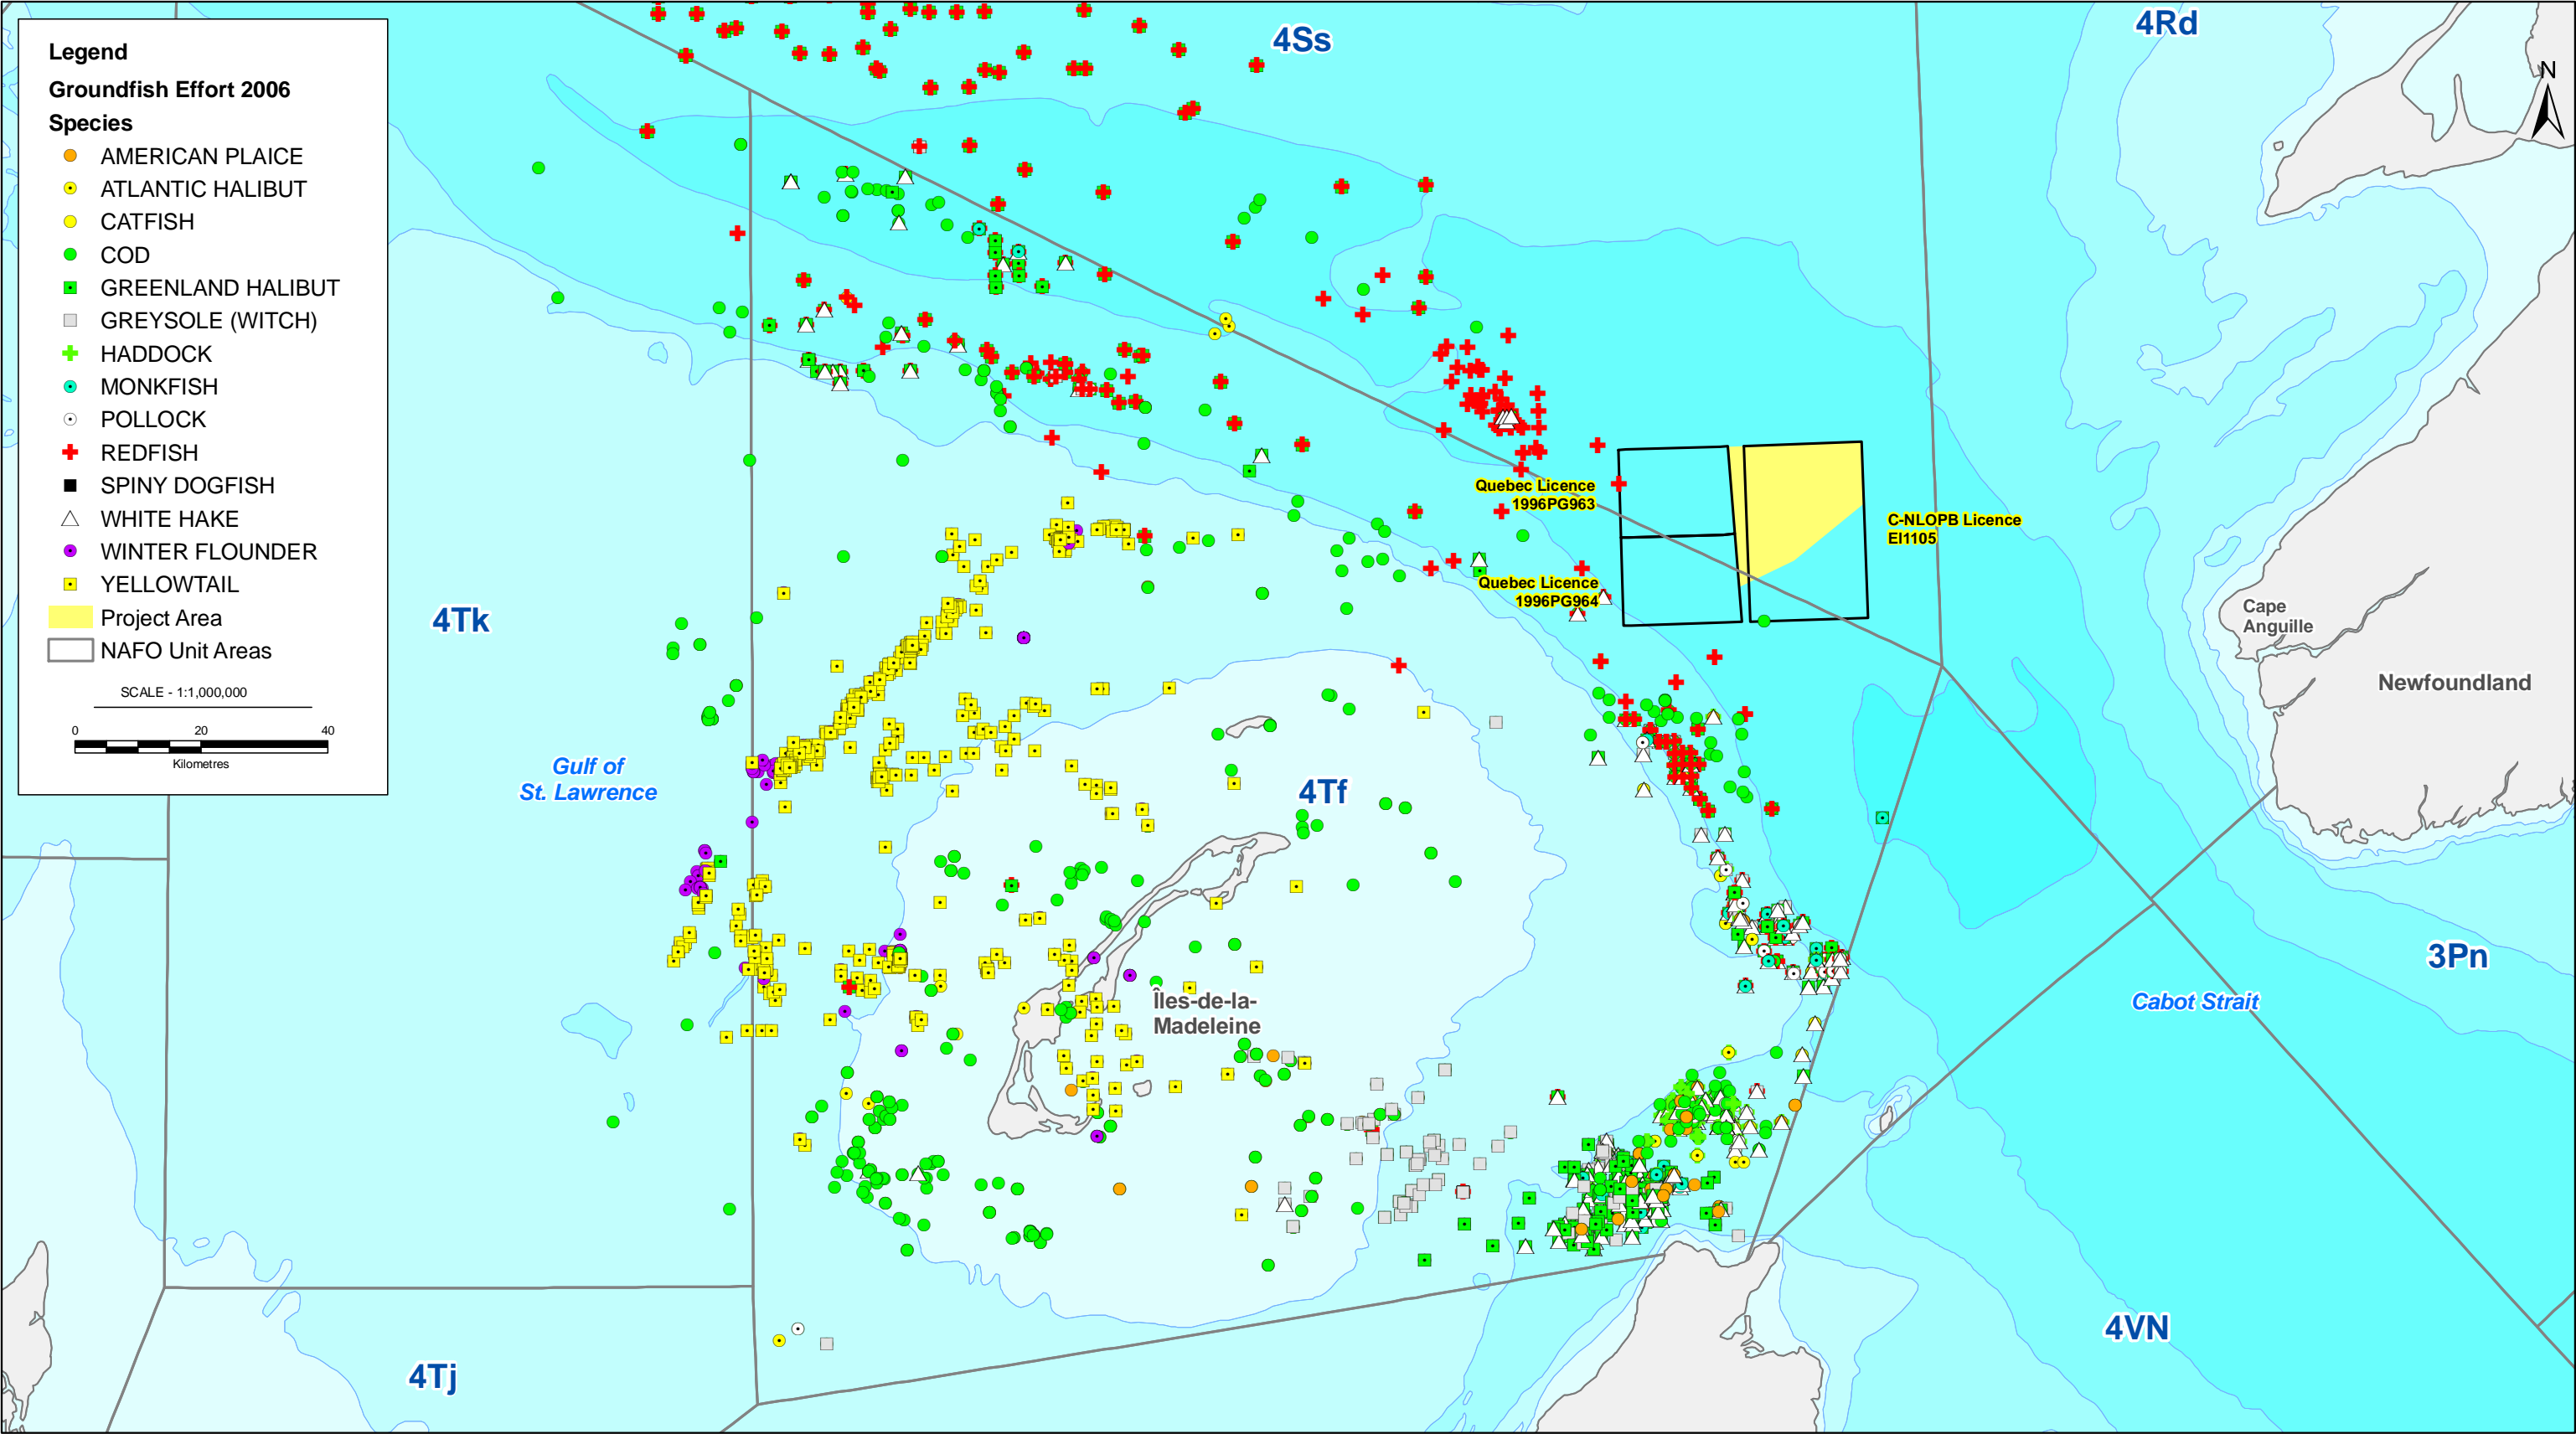 Legend
Groundfish Effort 2006
Species
AMERICAN PLAICE
ATLANTIC HALIBUT
CATFISH
COD
GREENLAND HALIBUT
GREYSOLE (WITCH)
HADDOCK
MONKFISH
POLLOCK
REDFISH
SPINY DOGFISH
WHITE HAKE
WINTER FLOUNDER
YELLOWTAIL
Project Area
NAFO Unit Areas
SCALE - 1:1,000,000
0 20 40
Kilometres
4Ss
4Rd
N
Quebec Licence
1996PG963
C-NLOPB Licence
EI1105
Quebec Licence
1996PG964
4Tk
Cape
Anguille
Newfoundland
Gulf of
St. Lawrence
4Tf
3Pn
Cabot Strait
Îles-de-la-
Madeleine
4VN
4Tj